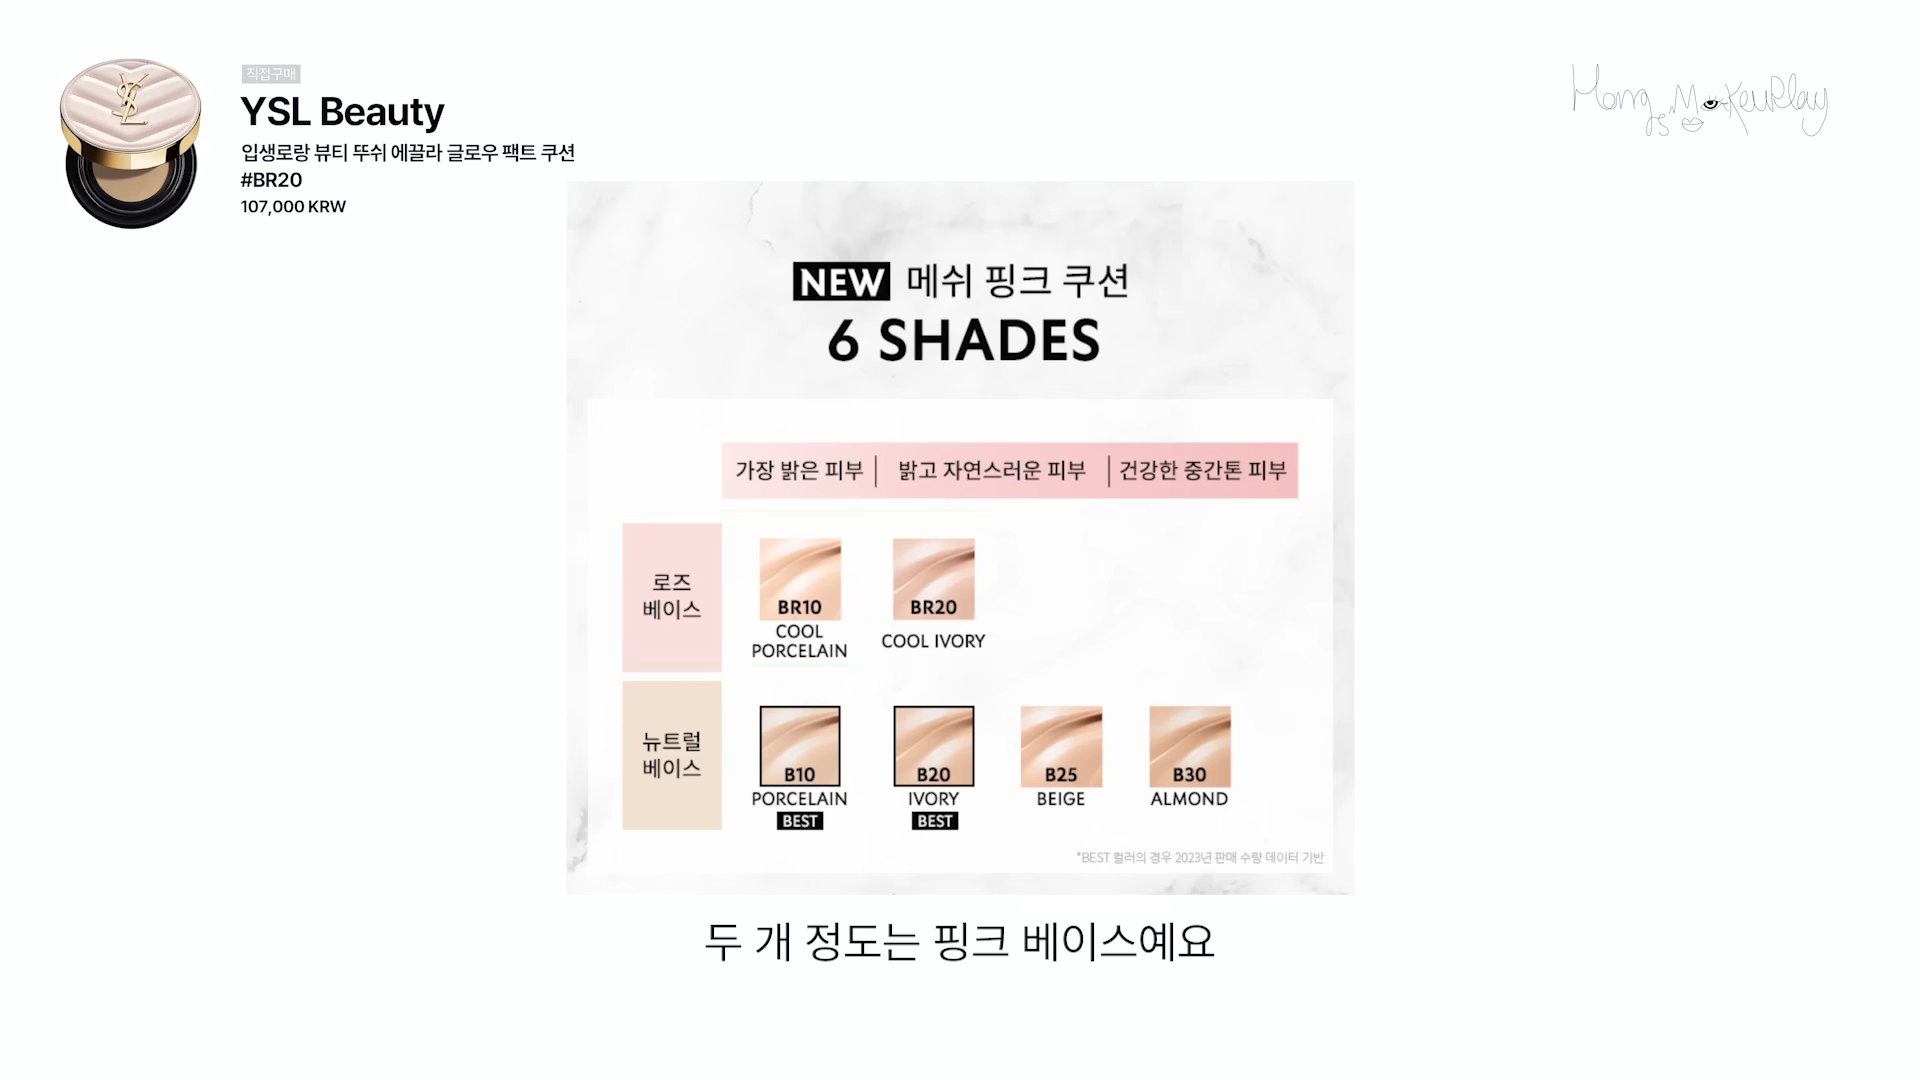 직접구매
YSL Beauty
입생로랑 뷰티 뚜쉬 에끌라 글로우 팩트 쿠션
#BR20
107,000 KRW
Hong's MakeuPlay
NEW 메쉬 핑크 쿠션
6 SHADES
가장 밝은 피부 | 밝고 자연스러운 피부 | 건강한 중간톤 피부
로즈
베이스
BR10
COOL
PORCELAIN
BR20
COOL IVORY
뉴트럴
베이스
B10
PORCELAIN
BEST
B20
IVORY
BEST
B25
BEIGE
B30
ALMOND
*BEST 컬러의 경우 2023년 판매 수량 데이터 기반
두 개 정도는 핑크 베이스예요